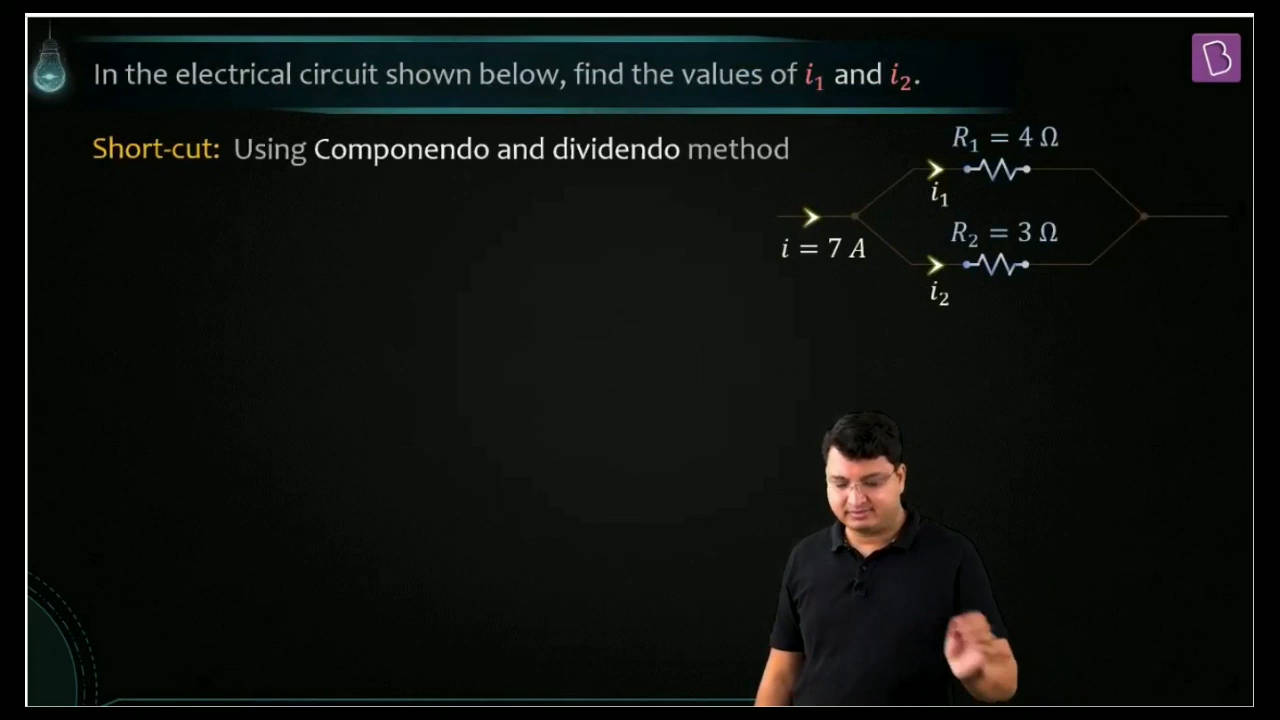 In the electrical circuit shown below, find the values of i₁ and i₂.
Short-cut: Using Componendo and dividendo method
R₁ = 4 Ω
i₁
i = 7 A
R₂ = 3 Ω
i₂
B